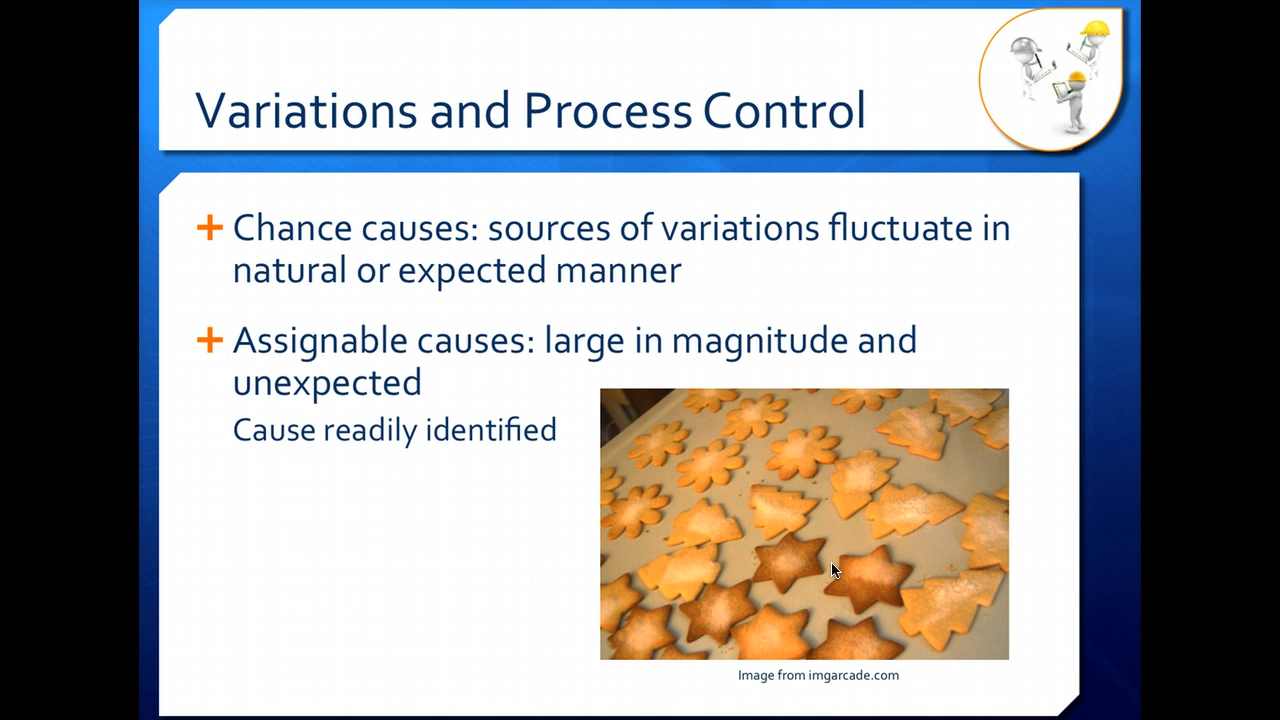 Variations and Process Control
Chance causes: sources of variations fluctuate in
natural or expected manner
Assignable causes: large in magnitude and
unexpected
Cause readily identified
Image from imgarcade.com